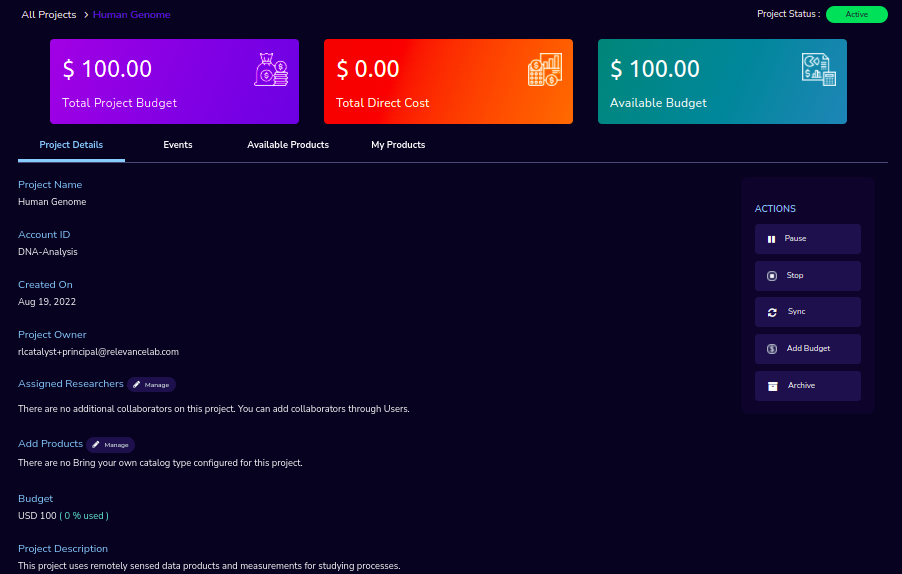 All Projects > Human Genome
Project Status : Active
$ 100.00
Total Project Budget
$ 0.00
Total Direct Cost
$ 100.00
Available Budget
Project Details Events Available Products My Products
Project Name
Human Genome
Account ID
DNA-Analysis
Created On
Aug 19, 2022
Project Owner
rlcatalyst+principal@relevancelab.com
Assigned Researchers Manage
There are no additional collaborators on this project. You can add collaborators through Users.
Add Products Manage
There are no Bring your own catalog type configured for this project.
Budget
USD 100 ( 0 % used )
Project Description
This project uses remotely sensed data products and measurements for studying processes.
ACTIONS
Pause
Stop
Sync
Add Budget
Archive